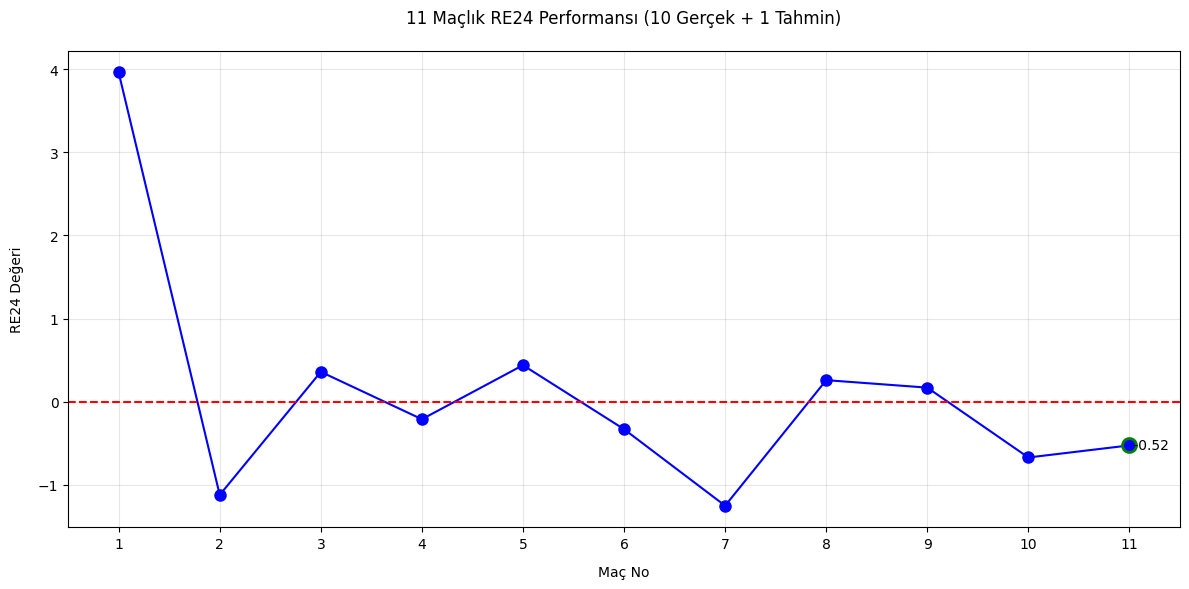 11 Maçlık RE24 Performansı (10 Gerçek + 1 Tahmin)
RE24 Değeri
4
3
2
1
0
−1
0.52
1 2 3 4 5 6 7 8 9 10 11
Maç No